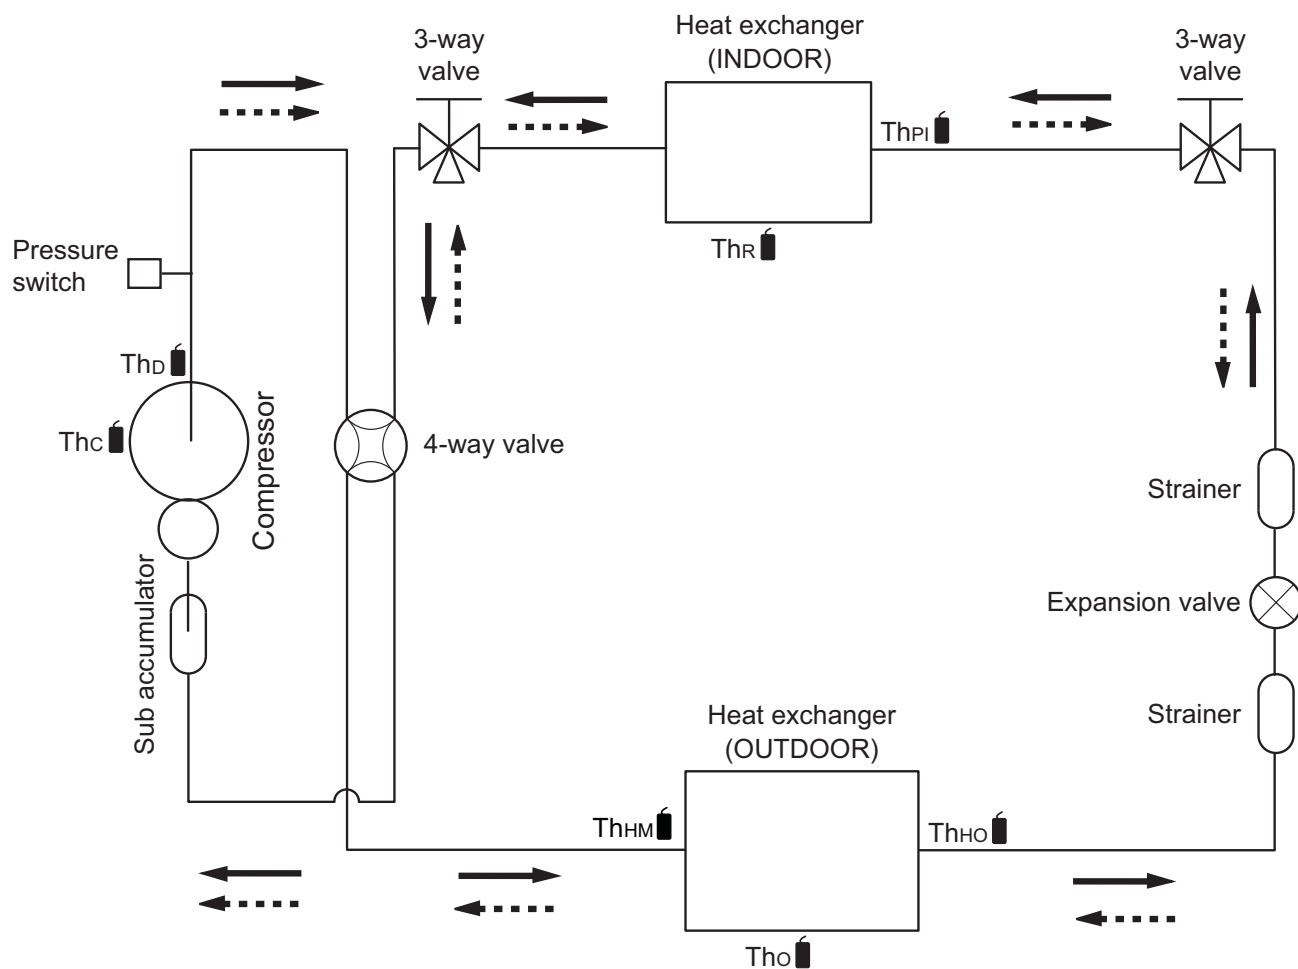 3-way
valve
Heat exchanger
(INDOOR)
3-way
valve
ThPI
ThR
Pressure
switch
ThD
ThC
Compressor
4-way valve
Strainer
Expansion valve
Sub accumulator
Strainer
Heat exchanger
(OUTDOOR)
ThHM
ThHO
ThO